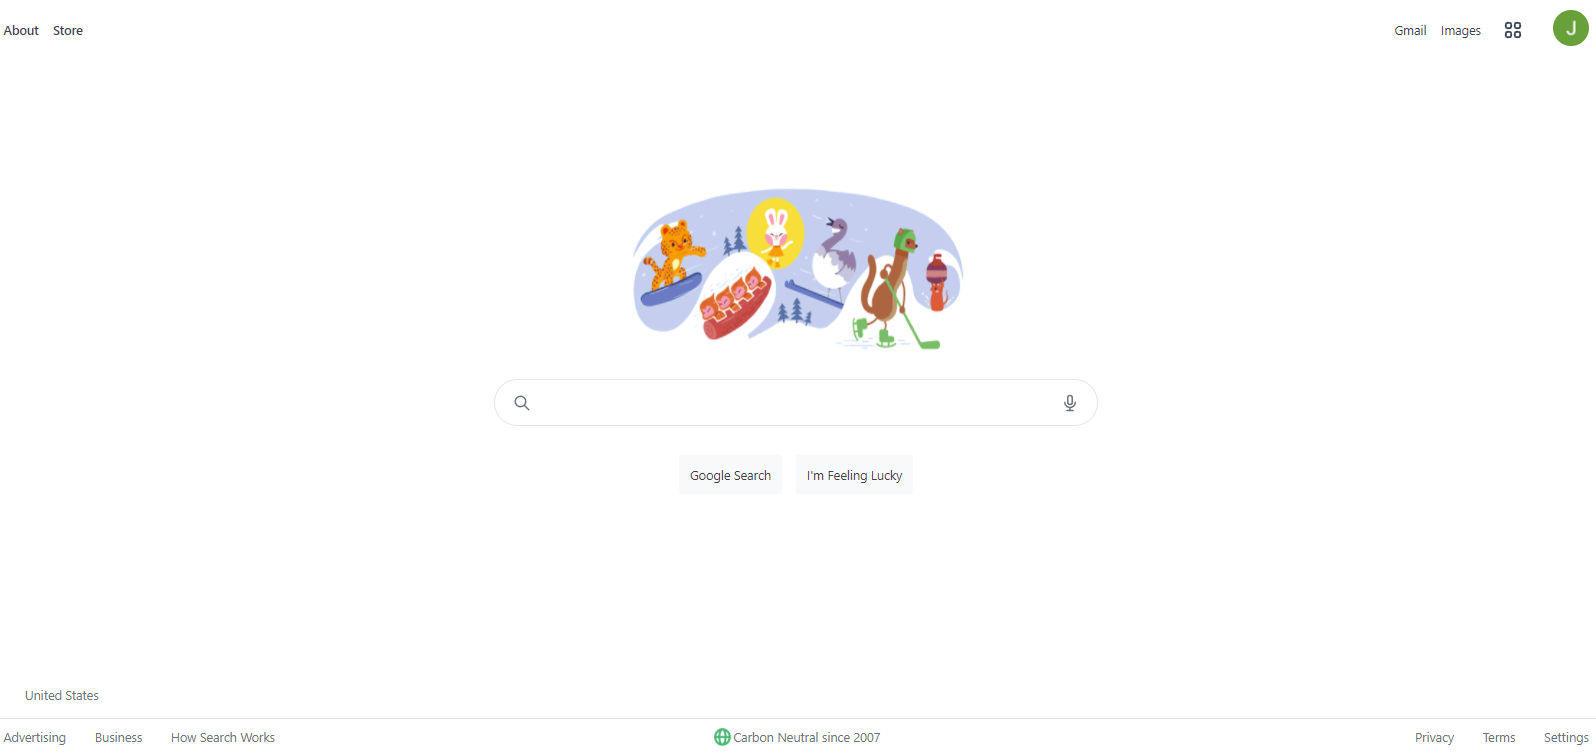 About Store Gmail Images J
Google Search I'm Feeling Lucky
United States
Advertising Business How Search Works Carbon Neutral since 2007 Privacy Terms Settings